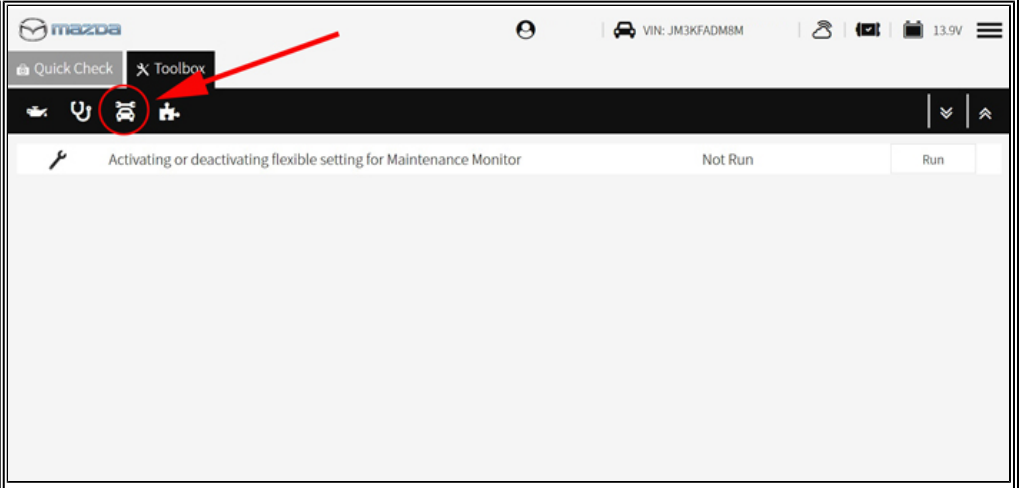 mazda
VIN: JM3KFADM8M
13.9V
Quick Check
Toolbox
Activating or deactivating flexible setting for Maintenance Monitor
Not Run
Run